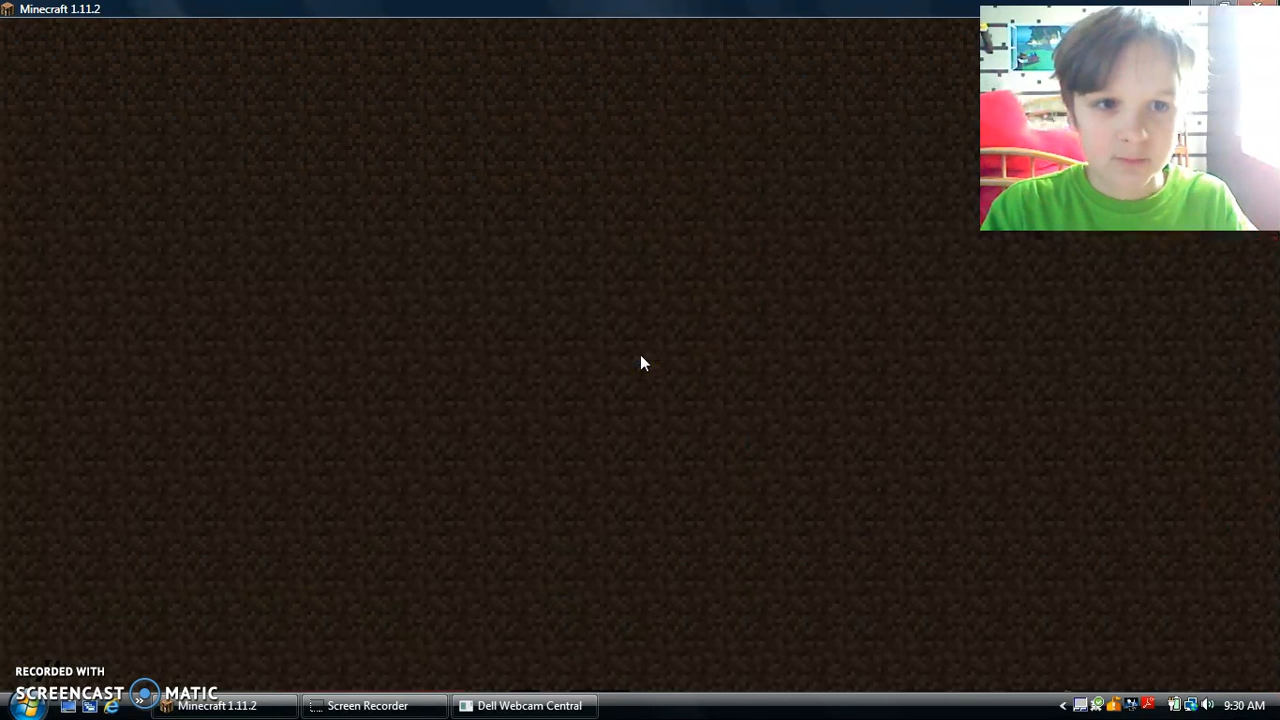 Minecraft 1.11.2
RECORDED WITH
SCREENCAST MATIC
Minecraft 1.11.2
Screen Recorder
Dell Webcam Central
9:30 AM